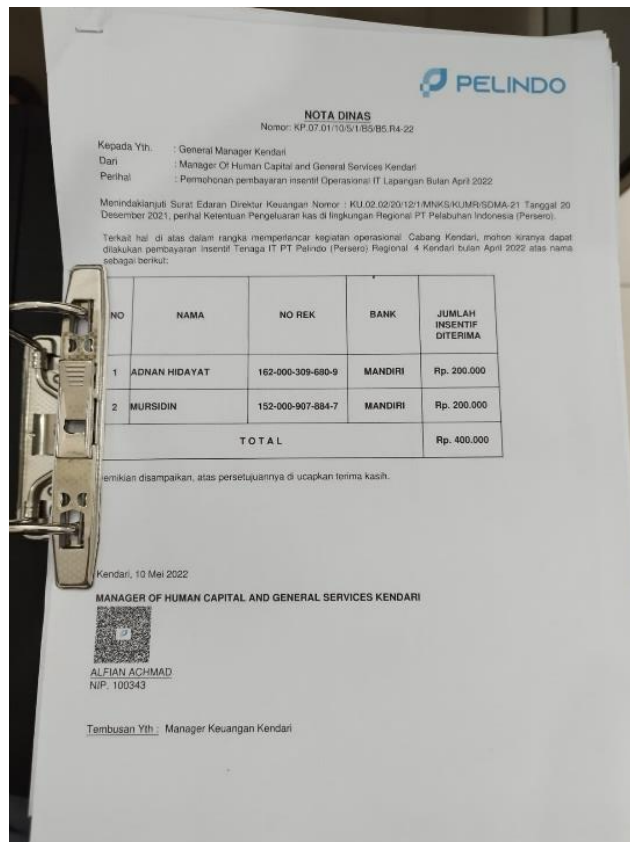 PELINDO
NOTA DINAS
Nomor: KP.07.01/10/5/1/B5/B5.R4-22
Kepada Yth. : General Manager Kendari
Dari : Manager Of Human Capital and General Services Kendari
Perihal : Permohonan pembayaran insentif Operasional IT Lapangan Bulan April 2022
Menindaklanjuti Surat Edaran Direktur Keuangan Nomor : KU.02.02/20/12/1/MNKS/KUMR/SDMA-21 Tanggal 20
Desember 2021, perihal Ketentuan Pengeluaran kas di lingkungan Regional PT Pelabuhan Indonesia (Persero).
Terkait hal di atas dalam rangka memperlancar kegiatan operasional Cabang Kendari, mohon kiranya dapat
dilakukan pembayaran insentif Tenaga IT PT Pelindo (Persero) Regional 4 Kendari bulan April 2022 atas nama
sebagai berikut:
NO NAMA NO REK BANK JUMLAH
INSENTIF
DITERIMA
1 ADNAN HIDAYAT 162-000-309-680-9 MANDIRI Rp. 200.000
2 MURSIDIN 152-000-907-884-7 MANDIRI Rp. 200.000
TOTAL Rp. 400.000
emikian disampaikan, atas persetujuannya di ucapkan terima kasih.
Kendari, 10 Mei 2022
MANAGER OF HUMAN CAPITAL AND GENERAL SERVICES KENDARI
ALFIAN ACHMAD
NIP. 100343
Tembusan Yth : Manager Keuangan Kendari